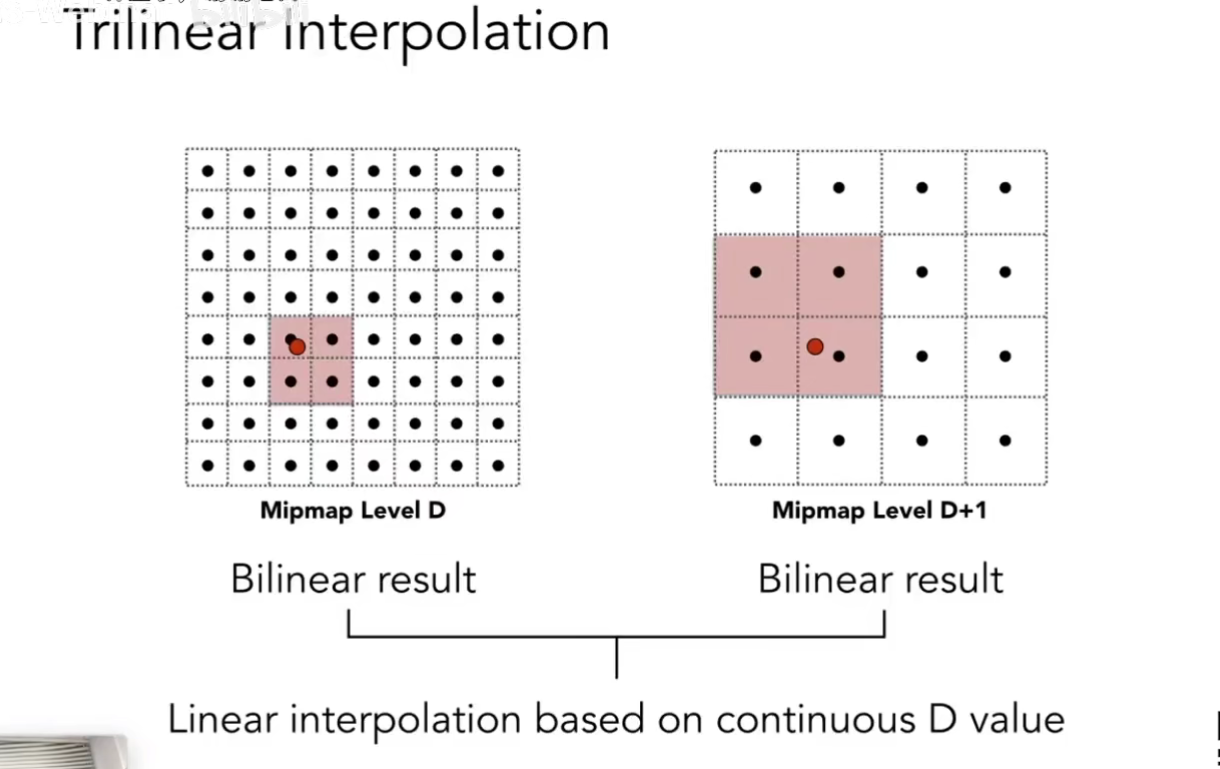 Trilinear Interpolation
Mipmap Level D
Mipmap Level D+1
Bilinear result
Bilinear result
Linear interpolation based on continuous D value